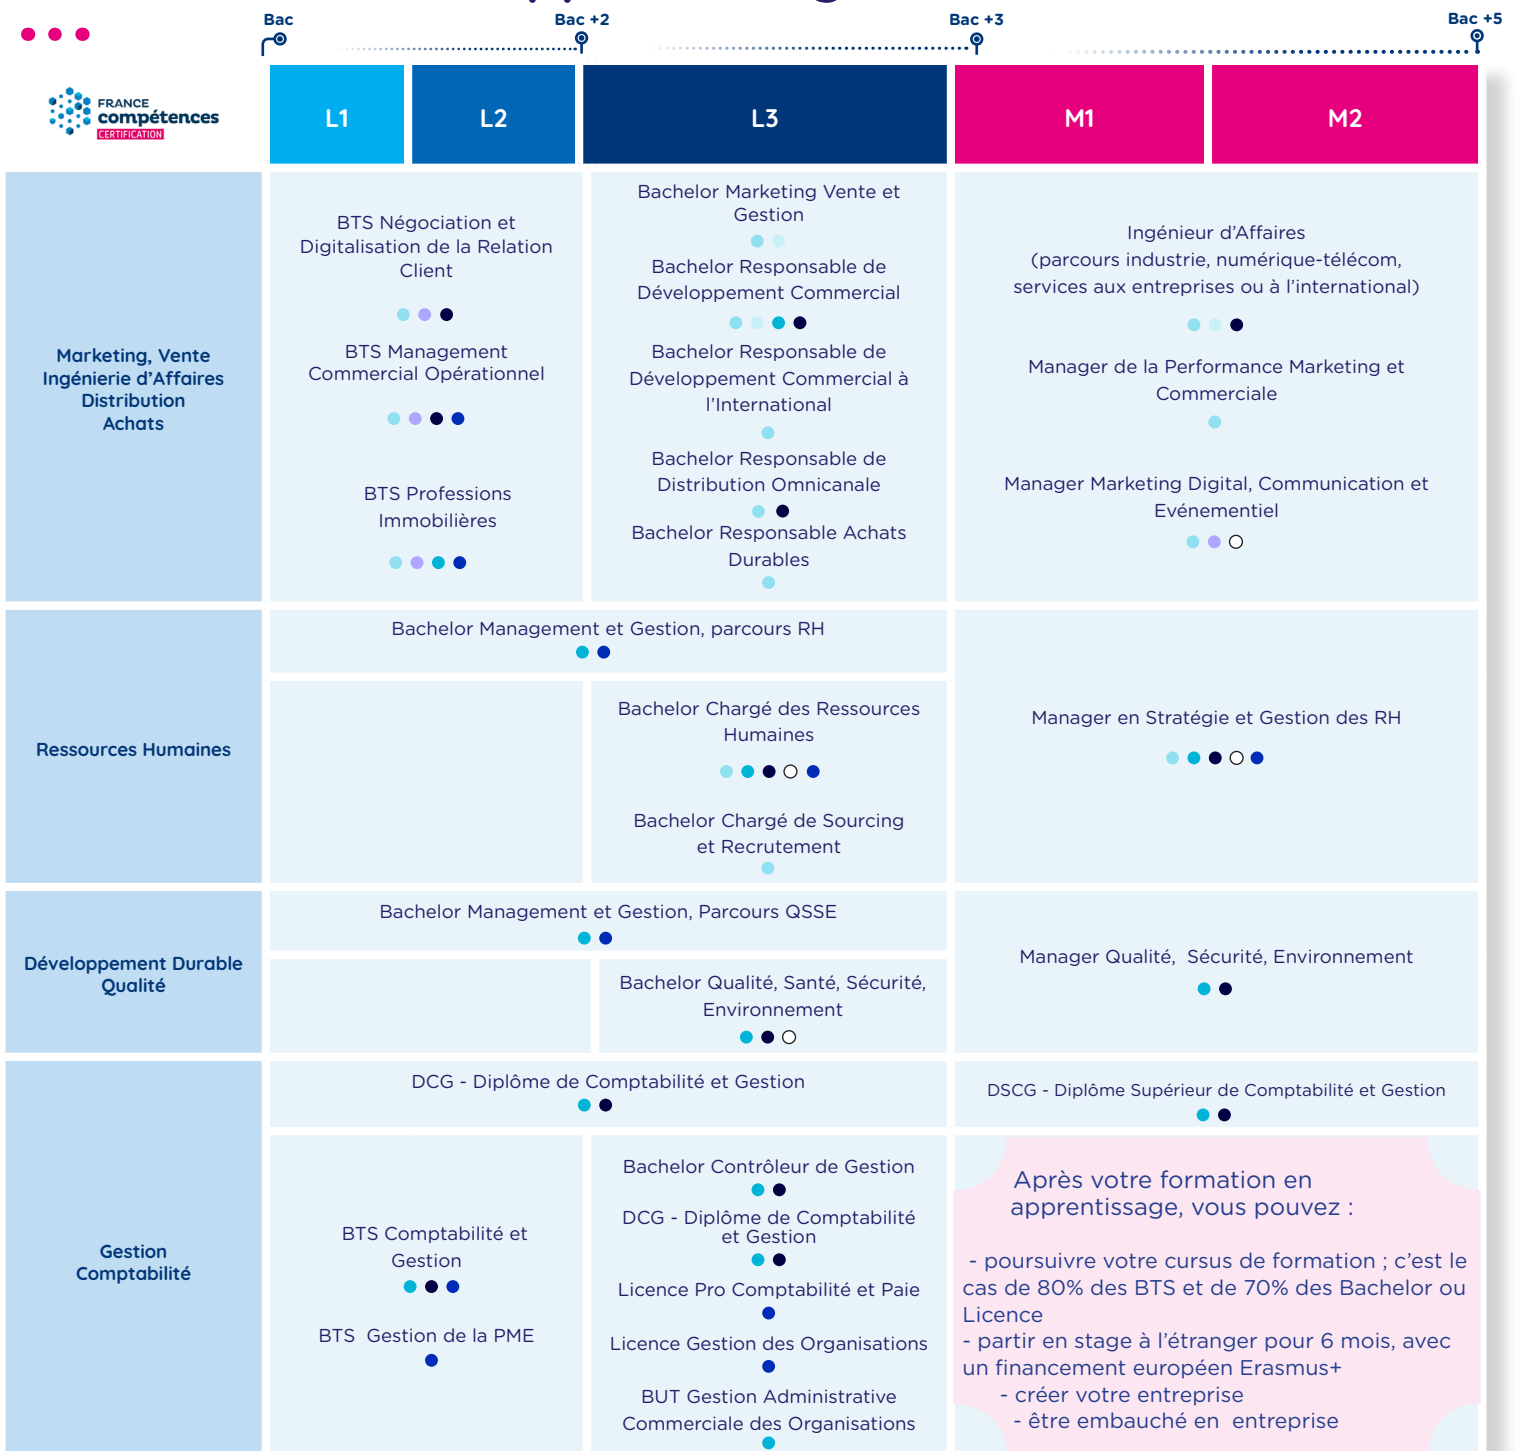 Bac
Bac +2
Bac +3
Bac +5
FRANCE
compétences
CERTIFICATION
L1
L2
L3
M1
M2
Marketing, Vente
Ingénierie d'Affaires
Distribution
Achats
BTS Négociation et
Digitalisation de la Relation
Client
BTS Management
Commercial Opérationnel
BTS Professions
Immobilières
Bachelor Marketing Vente et
Gestion
Bachelor Responsable de
Développement Commercial
Bachelor Responsable de
Développement Commercial à
l'International
Bachelor Responsable de
Distribution Omnicanale
Bachelor Responsable Achats
Durables
Ingénieur d'Affaires
(parcours industrie, numérique-télécom,
services aux entreprises ou à l'international)
Manager de la Performance Marketing et
Commerciale
Manager Marketing Digital, Communication et
Evénementiel
Ressources Humaines
Bachelor Management et Gestion, parcours RH
Bachelor Chargé des Ressources
Humaines
Bachelor Chargé de Sourcing
et Recrutement
Manager en Stratégie et Gestion des RH
Développement Durable
Qualité
Bachelor Management et Gestion, Parcours QSSE
Bachelor Qualité, Santé, Sécurité,
Environnement
Manager Qualité, Sécurité, Environnement
Gestion
Comptabilité
DCG - Diplôme de Comptabilité et Gestion
DSCG - Diplôme Supérieur de Comptabilité et Gestion
BTS Comptabilité et
Gestion
BTS Gestion de la PME
Bachelor Contrôleur de Gestion
DCG - Diplôme de Comptabilité
et Gestion
Licence Pro Comptabilité et Paie
Licence Gestion des Organisations
BUT Gestion Administrative
Commerciale des Organisations
Après votre formation en
apprentissage, vous pouvez :
- poursuivre votre cursus de formation ; c'est le
cas de 80% des BTS et de 70% des Bachelor ou
Licence
- partir en stage à l'étranger pour 6 mois, avec
un financement européen Erasmus+
- créer votre entreprise
- être embauché en entreprise